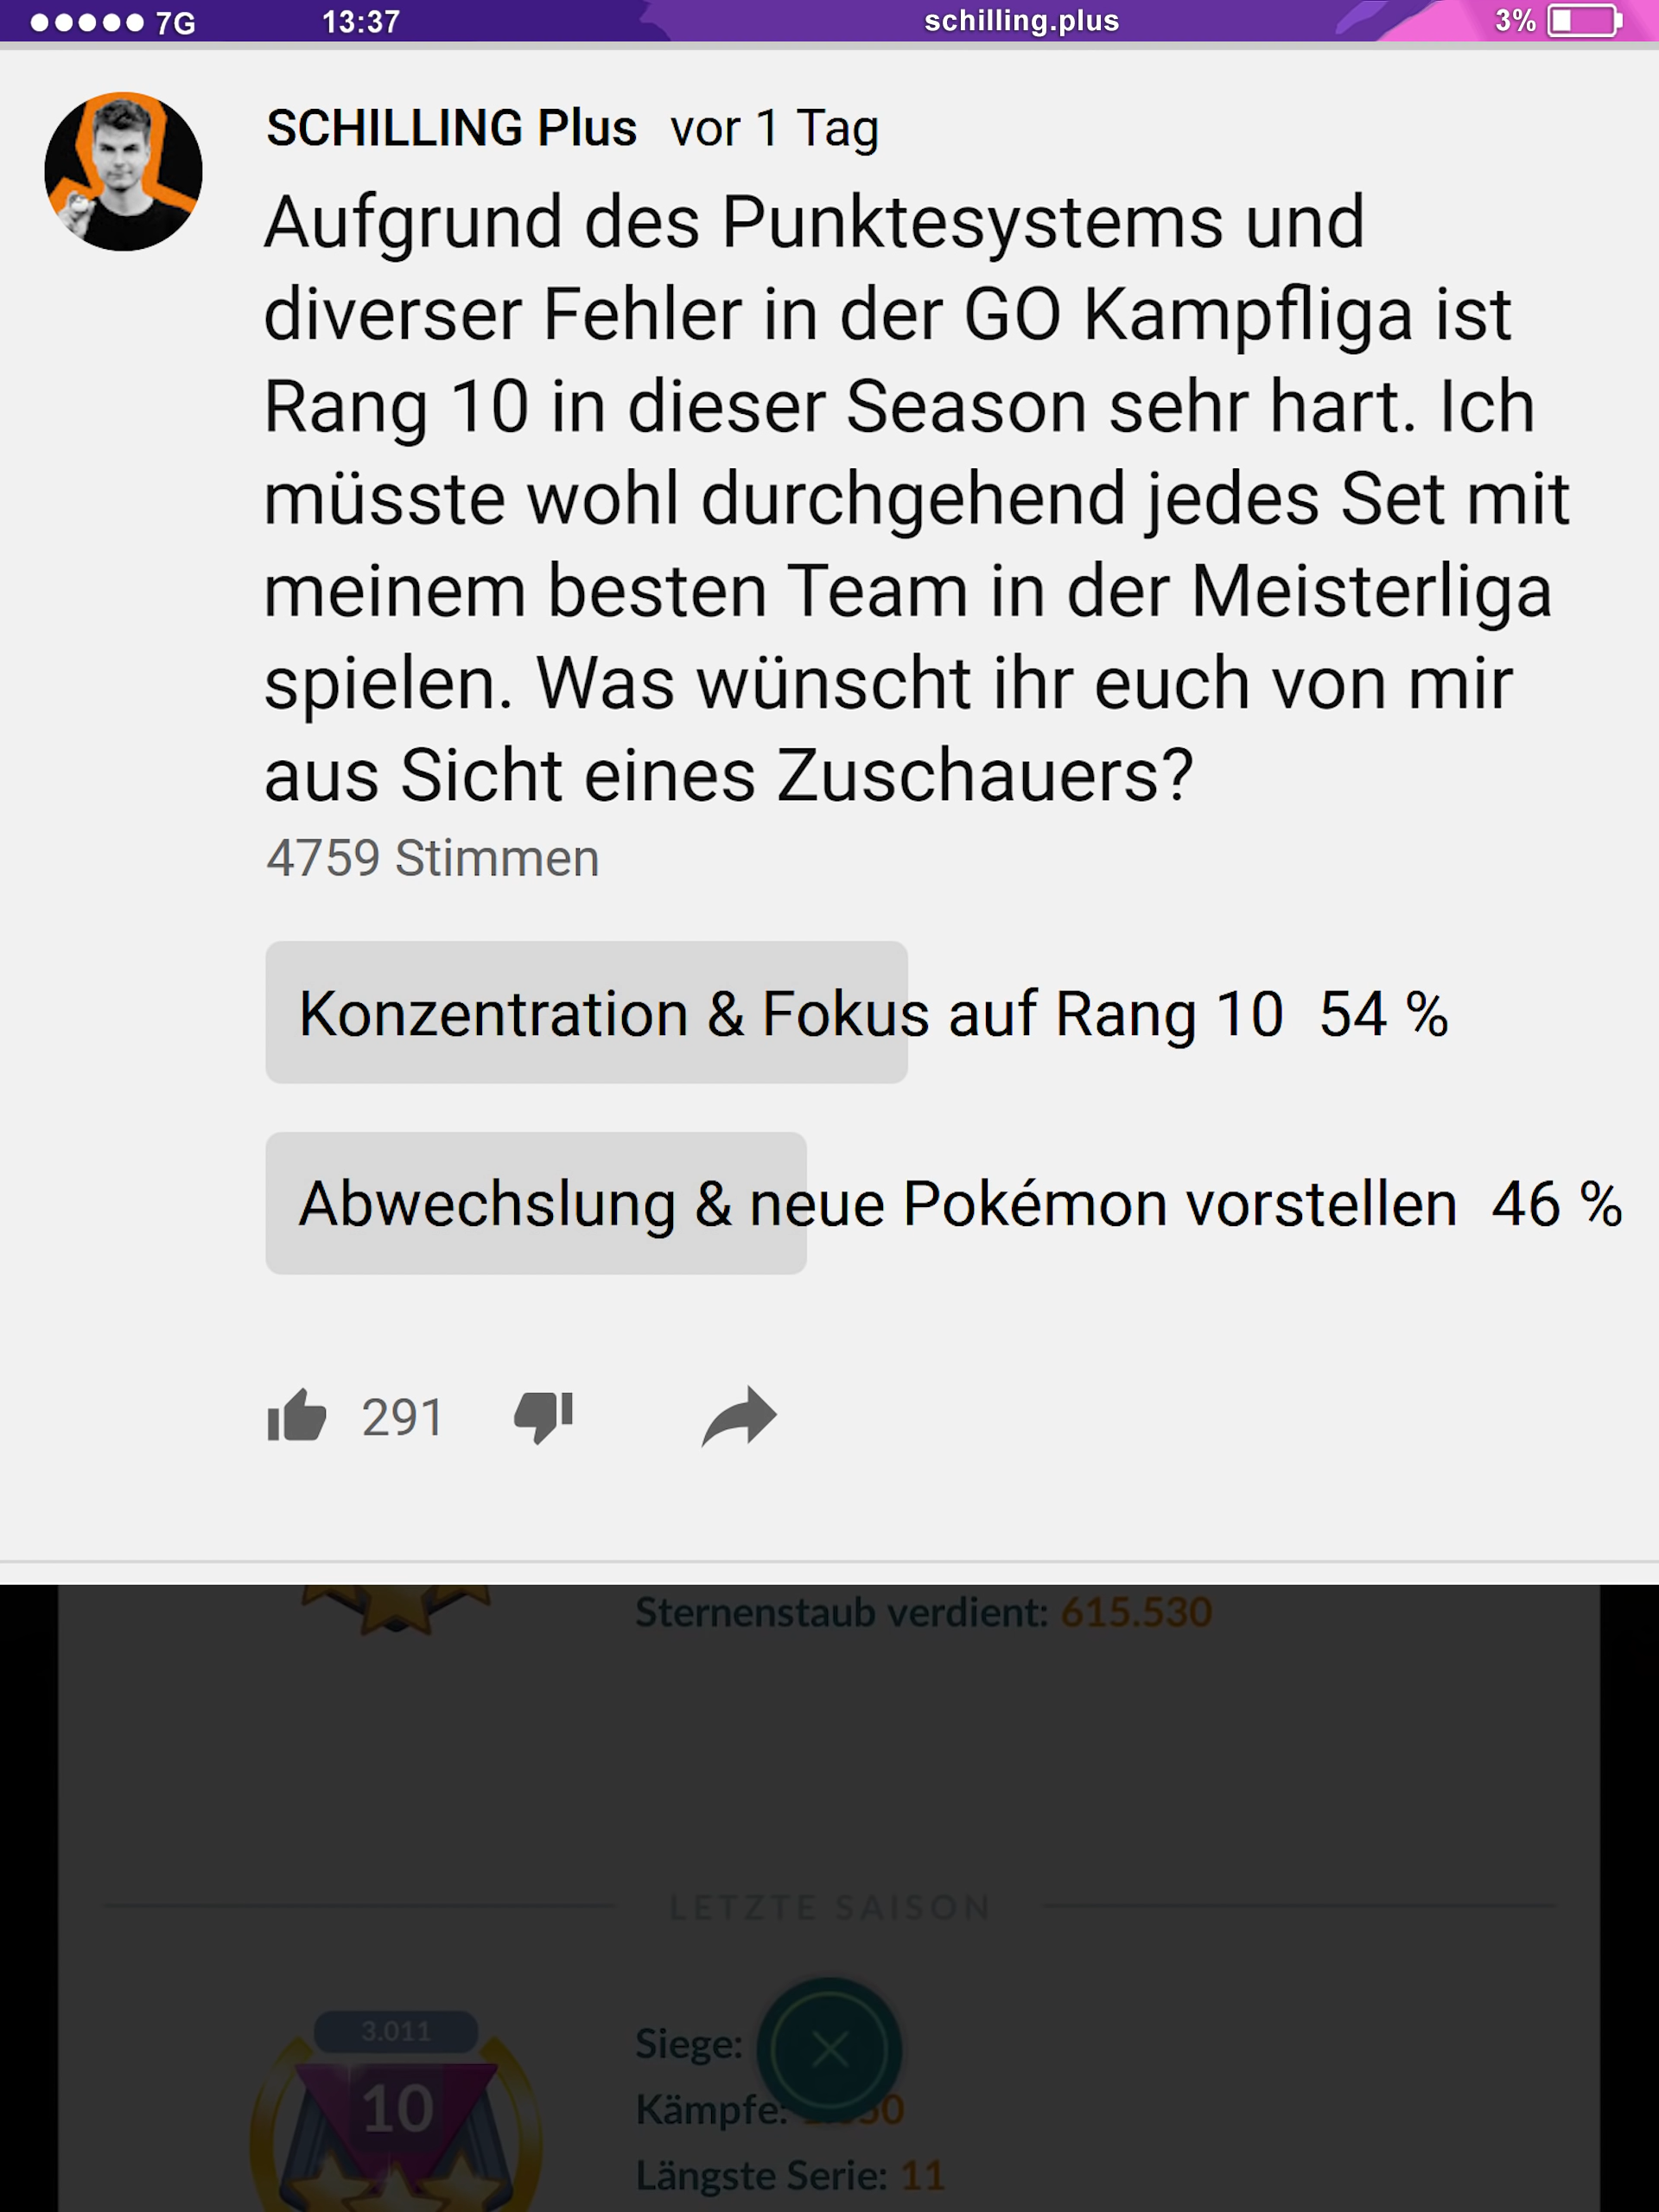 7G 13:37 schilling.plus 3%
SCHILLING Plus vor 1 Tag
Aufgrund des Punktesystems und
diverser Fehler in der GO Kampfliga ist
Rang 10 in dieser Season sehr hart. Ich
müsste wohl durchgehend jedes Set mit
meinem besten Team in der Meisterliga
spielen. Was wünscht ihr euch von mir
aus Sicht eines Zuschauers?
4759 Stimmen
Konzentration & Fokus auf Rang 10 54 %
Abwechslung & neue Pokémon vorstellen 46 %
291
Sternenstaub verdient: 615.530
LETZTE SAISON
3.011
10
Siege:
Kämpfe:
Längste Serie: 11